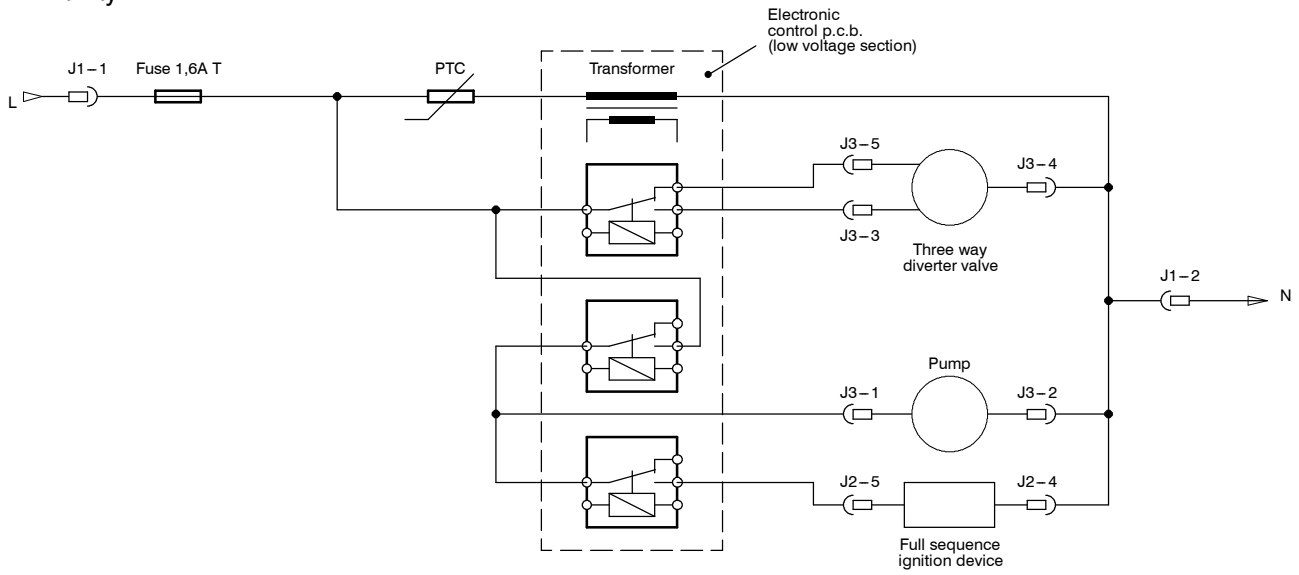 Electronic
control p.c.b.
(low voltage section)
J1–1
Fuse 1,6A T
PTC
Transformer
L
J3–5
J3–4
J3–3
Three way
diverter valve
J1–2
N
Pump
J3–1
J3–2
J2–5
J2–4
Full sequence
ignition device